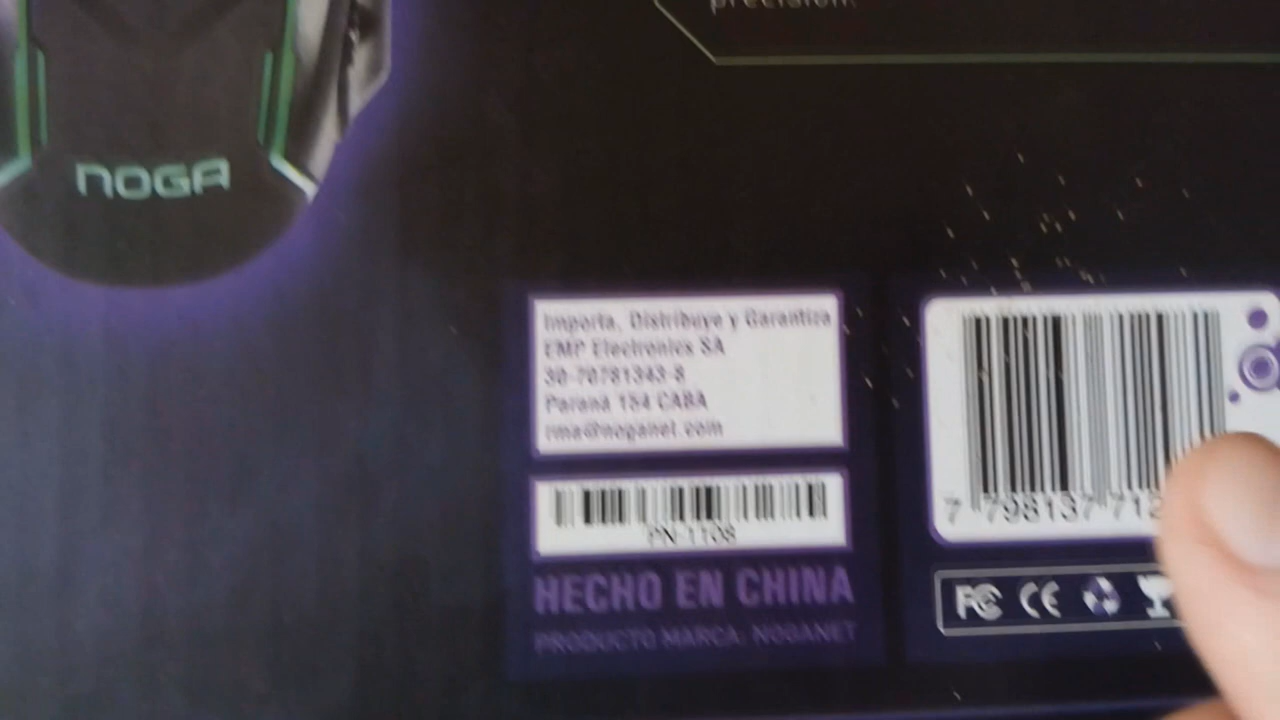 precisión.
NOGA
Importa, Distribuye y Garantiza
EMP Electronics SA
30-70781343-8
Paraná 154 CABA
rma@noganet.com
PN:1108
HECHO EN CHINA
PRODUCTO MARCA: NOGANET
7 798137 712
FC CE